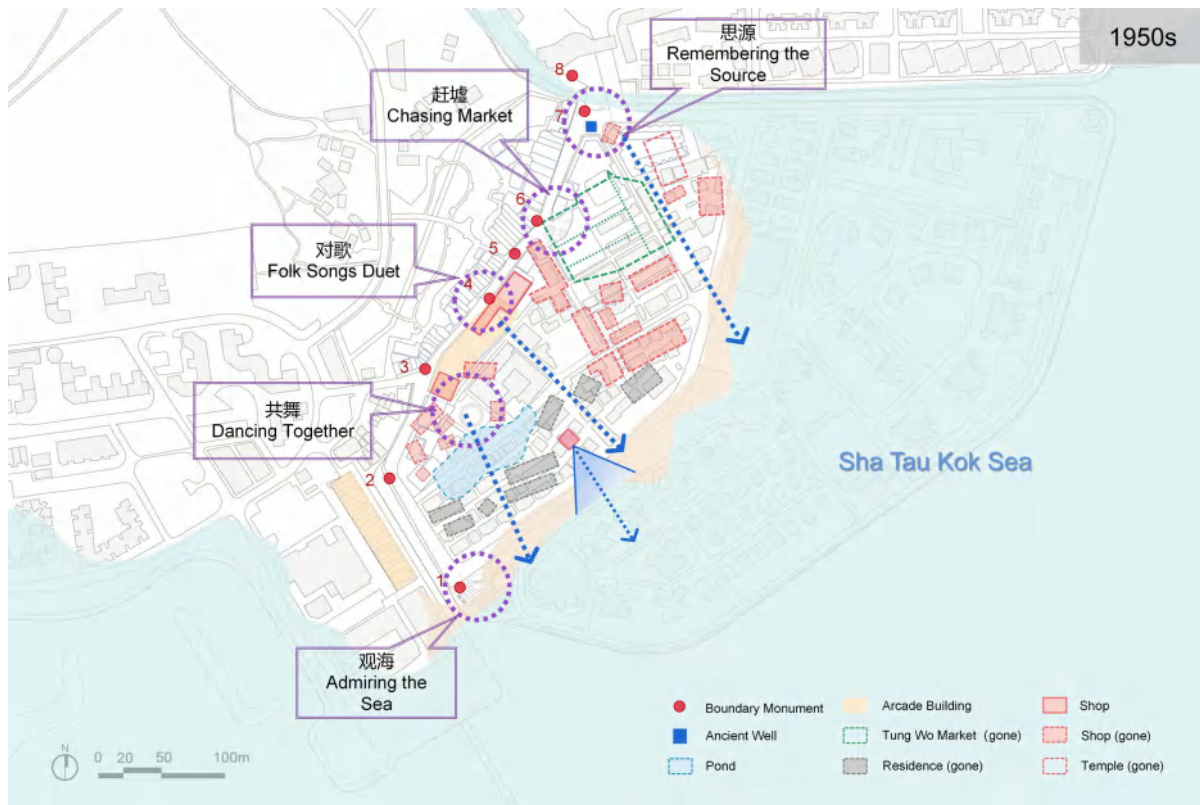 1950s
思源
Remembering the
Source
赶墟
Chasing Market
对歌
Folk Songs Duet
共舞
Dancing Together
观海
Admiring the
Sea
8
7
6
5
4
3
2
1
Sha Tau Kok Sea
N
0 20 50 100m
Boundary Monument
Ancient Well
Pond
Arcade Building
Tung Wo Market (gone)
Residence (gone)
Shop
Shop (gone)
Temple (gone)